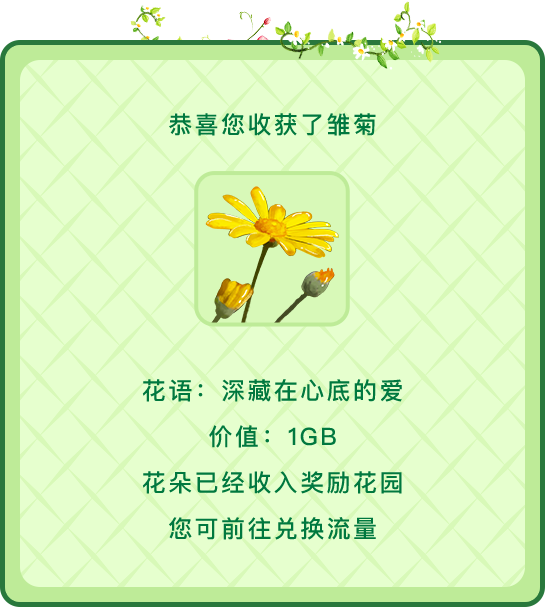 恭喜您收获了雏菊
花语：深藏在心底的爱
价值：1GB
花朵已经收入奖励花园
您可前往兑换流量